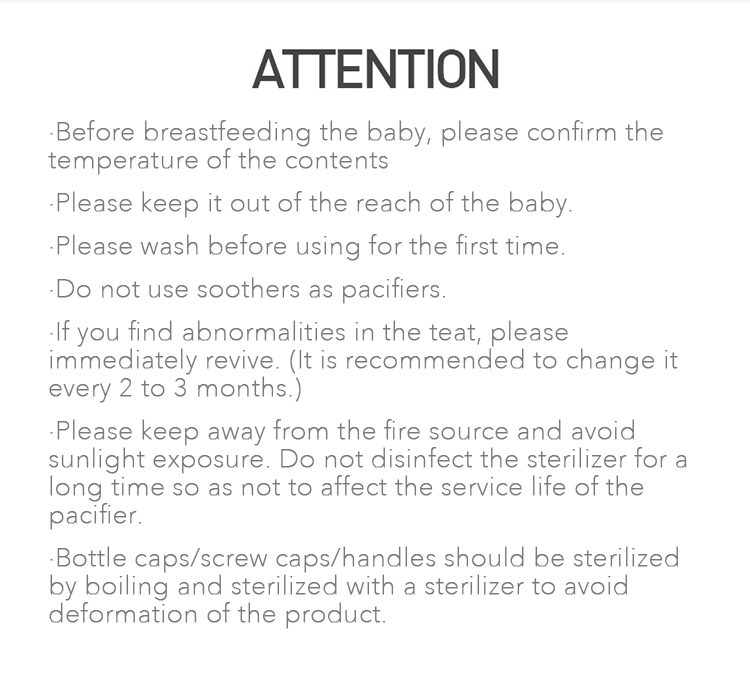 ATTENTION
·Before breastfeeding the baby, please confirm the
temperature of the contents
·Please keep it out of the reach of the baby.
·Please wash before using for the first time.
·Do not use soothers as pacifiers.
·If you find abnormalities in the teat, please
immediately revive. (It is recommended to change it
every 2 to 3 months.)
·Please keep away from the fire source and avoid
sunlight exposure. Do not disinfect the sterilizer for a
long time so as not to affect the service life of the
pacifier.
·Bottle caps/screw caps/handles should be sterilized
by boiling and sterilized with a sterilizer to avoid
deformation of the product.